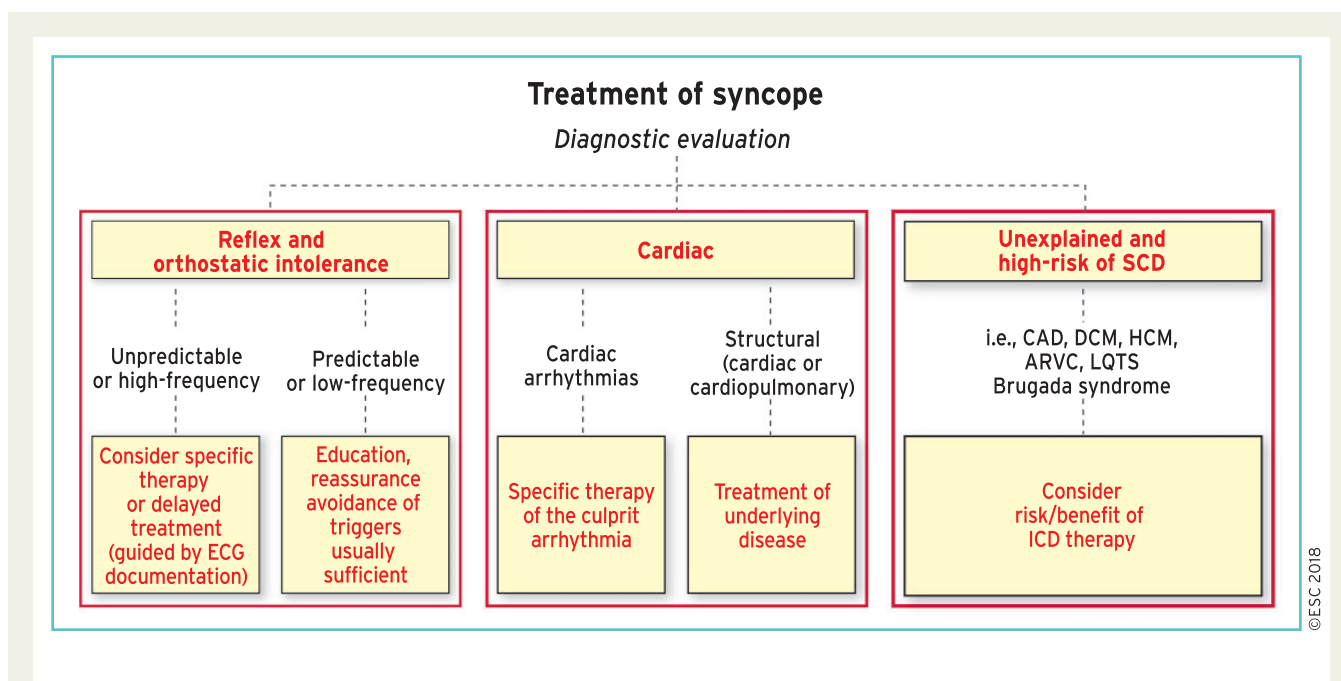 Treatment of syncope
Diagnostic evaluation
Reflex and
orthostatic intolerance
Unpredictable
or high-frequency
Predictable
or low-frequency
Consider specific
therapy
or delayed
treatment
(guided by ECG
documentation)
Education,
reassurance
avoidance of
triggers
usually
sufficient
Cardiac
Cardiac
arrhythmias
Structural
(cardiac or
cardiopulmonary)
Specific therapy
of the culprit
arrhythmia
Treatment of
underlying
disease
Unexplained and
high-risk of SCD
i.e., CAD, DCM, HCM,
ARVC, LQTS
Brugada syndrome
Consider
risk/benefit of
ICD therapy
©ESC 2018